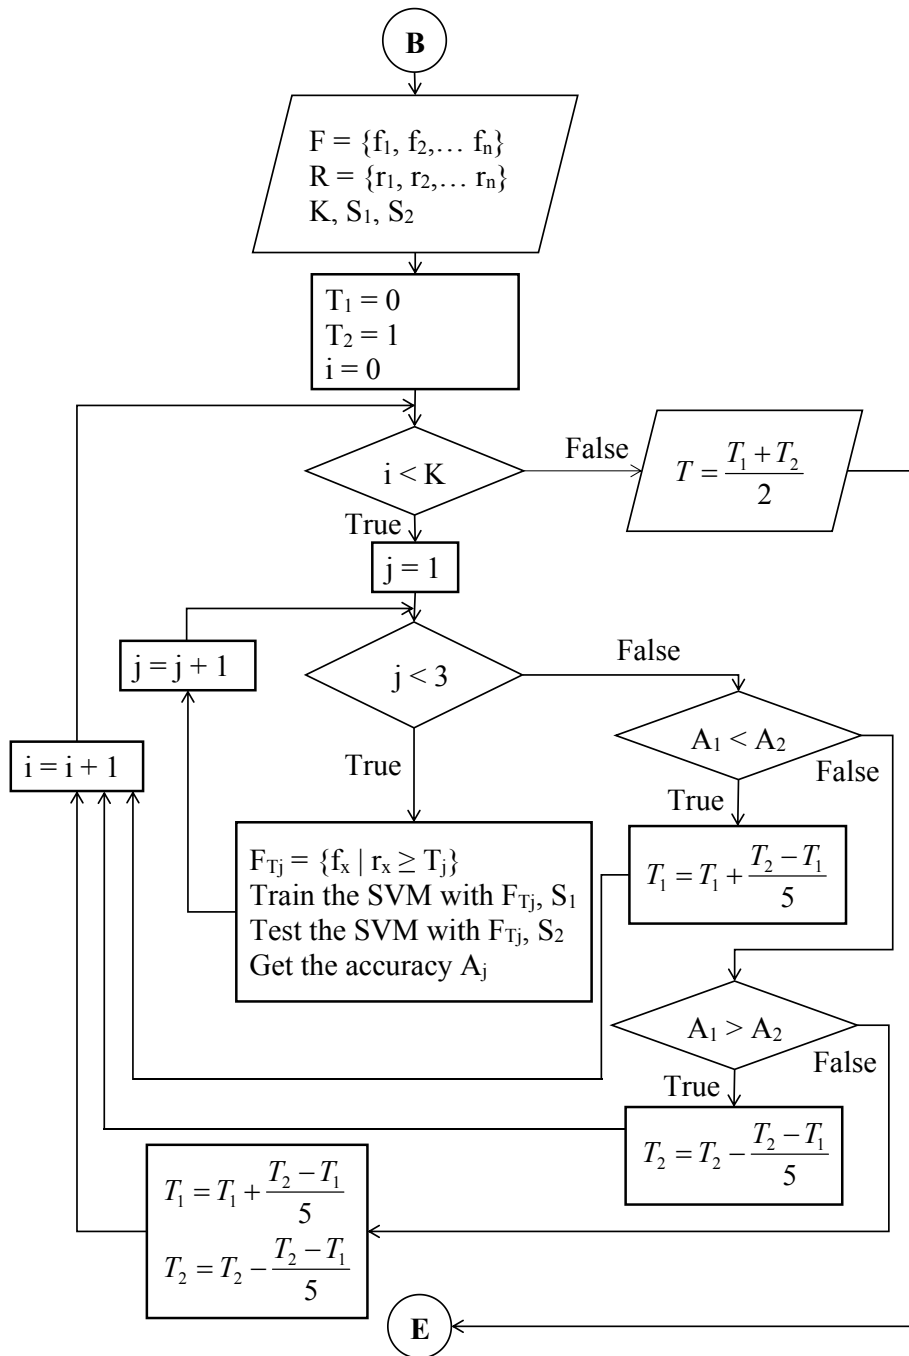 B
F = {f₁, f₂,… fₙ}
R = {r₁, r₂,… rₙ}
K, S₁, S₂
T₁ = 0
T₂ = 1
i = 0
i < K
False
T = (T₁ + T₂)/2
True
j = 1
j = j + 1
j < 3
False
A₁ < A₂
False
True
i = i + 1
True
T₁ = T₁ + (T₂ − T₁)/5
F_Tj = {fₓ | rₓ ≥ Tⱼ}
Train the SVM with F_Tj, S₁
Test the SVM with F_Tj, S₂
Get the accuracy Aⱼ
A₁ > A₂
False
True
T₂ = T₂ − (T₂ − T₁)/5
T₁ = T₁ + (T₂ − T₁)/5
T₂ = T₂ − (T₂ − T₁)/5
E